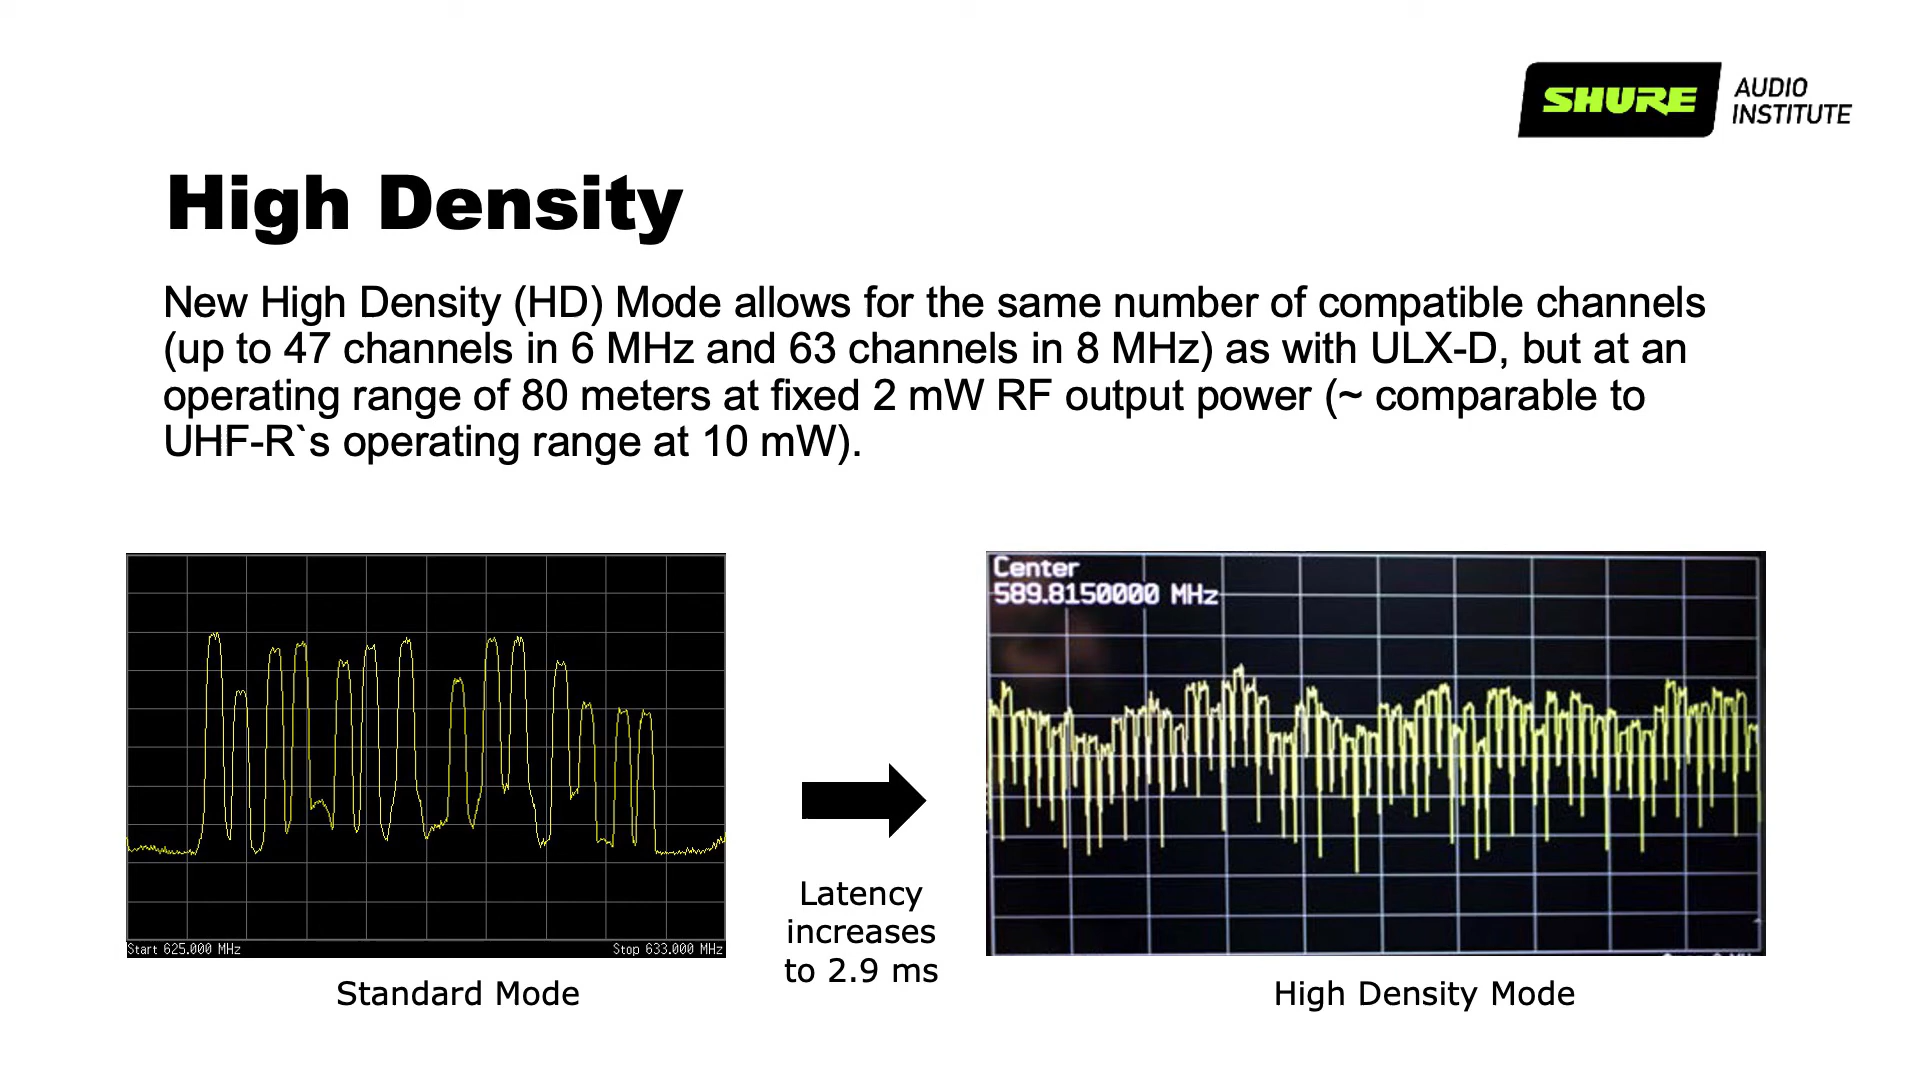 SHURE
AUDIO
INSTITUTE
High Density
New High Density (HD) Mode allows for the same number of compatible channels
(up to 47 channels in 6 MHz and 63 channels in 8 MHz) as with ULX-D, but at an
operating range of 80 meters at fixed 2 mW RF output power (~ comparable to
UHF-R`s operating range at 10 mW).
Start 625.000 MHz
Stop 633.000 MHz
Standard Mode
Latency
increases
to 2.9 ms
Center
589.8150000 MHz
High Density Mode